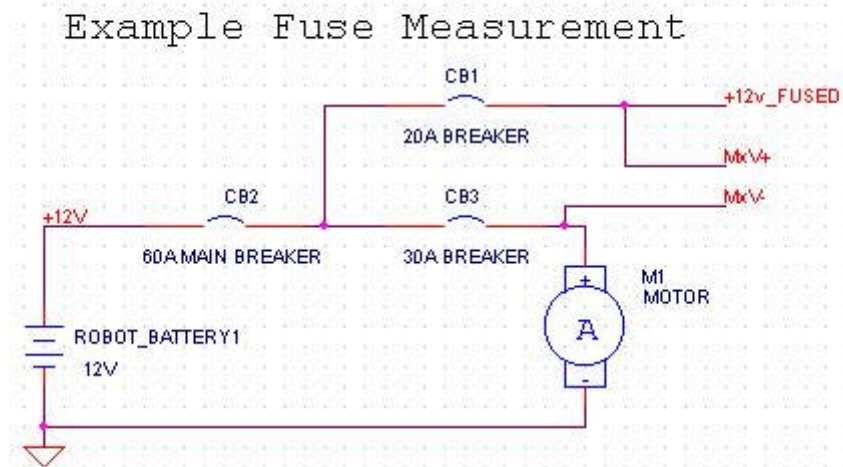 Example Fuse Measurement
CB1
+12v_FUSED
20A BREAKER
MxV+
MxV-
CB2
CB3
+12V
60A MAIN BREAKER
30A BREAKER
+
M1
MOTOR
A
ROBOT_BATTERY1
12V
-